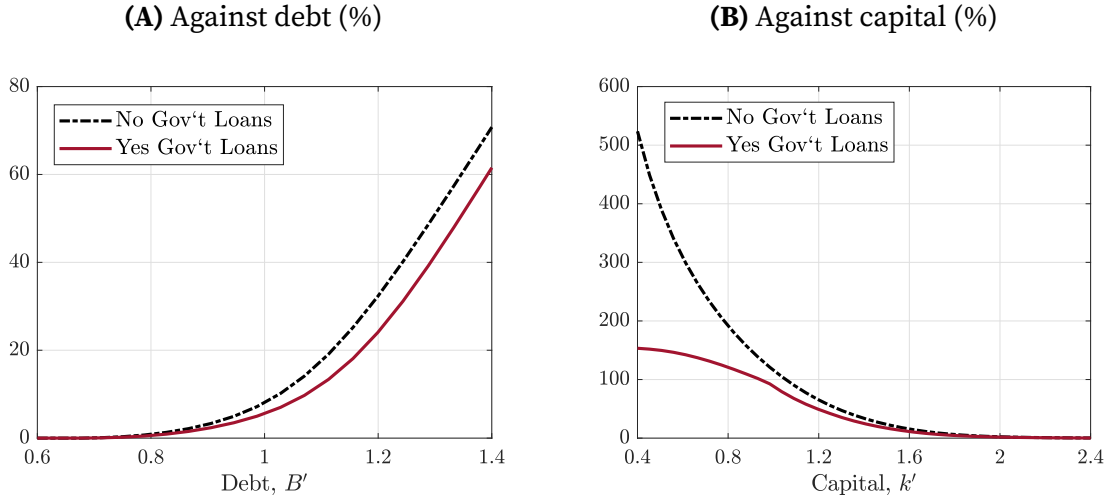 (A) Against debt (%)
80
60
40
20
0
0.6 0.8 1 1.2 1.4
Debt, B′
No Gov‘t Loans
Yes Gov‘t Loans
(B) Against capital (%)
600
500
400
300
200
100
0
0.4 0.8 1.2 1.6 2 2.4
Capital, k′
No Gov‘t Loans
Yes Gov‘t Loans